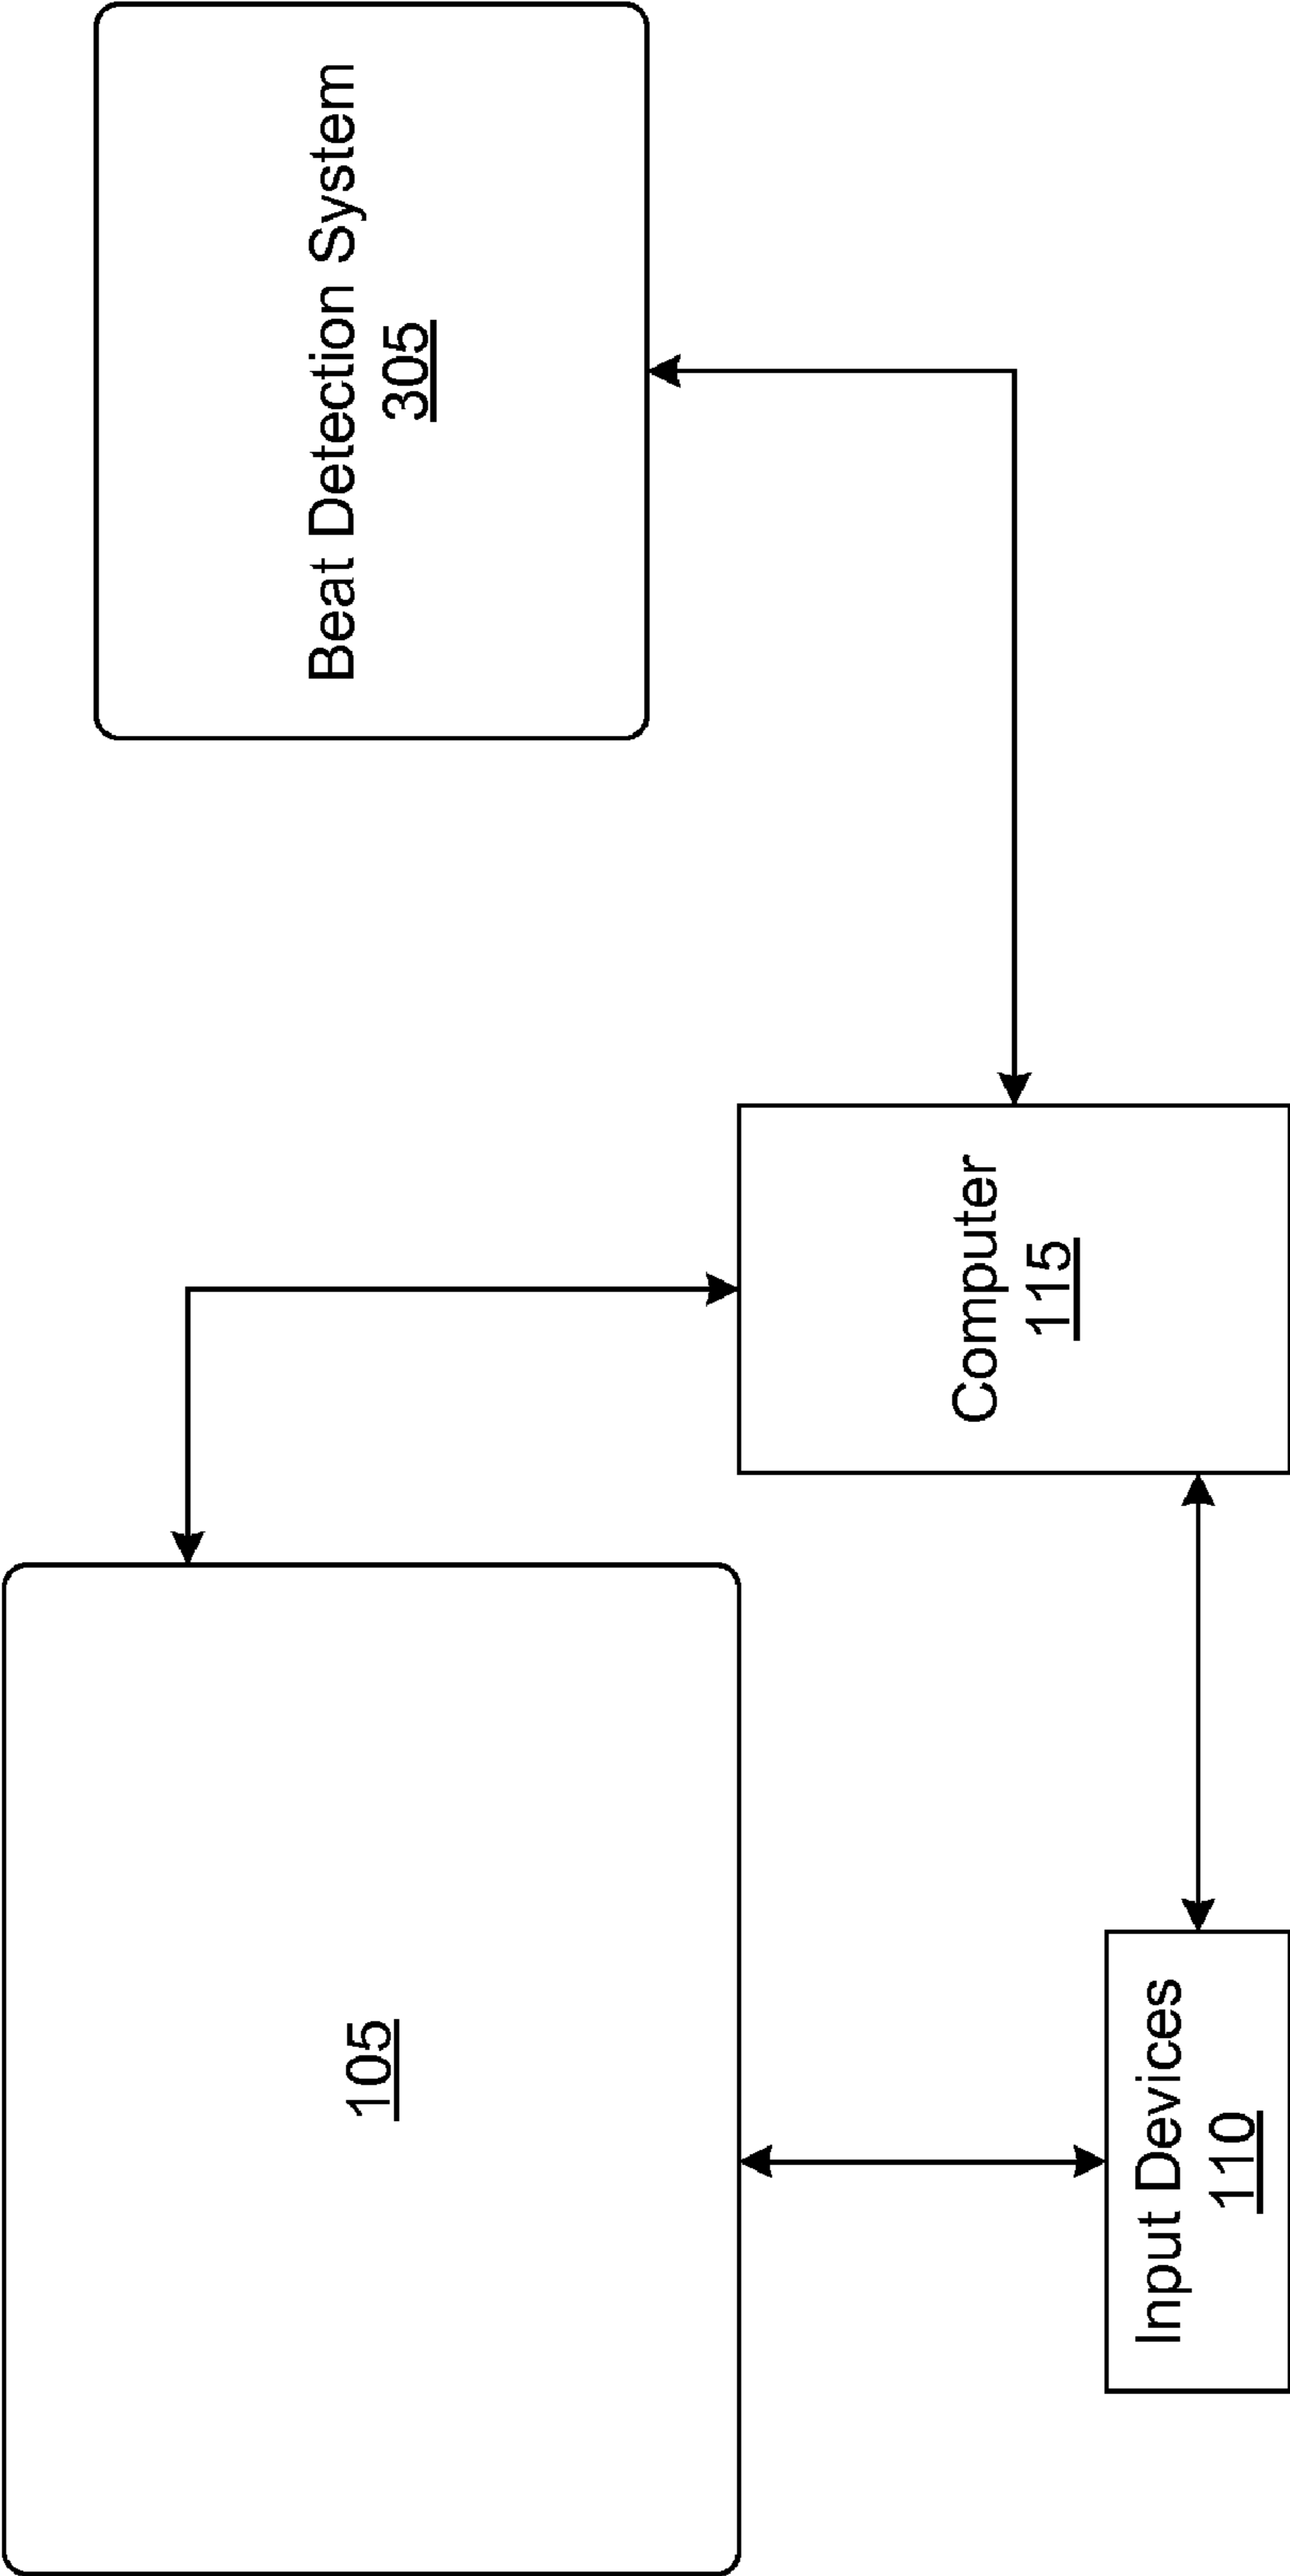 105
Input Devices
110
Computer
115
Beat Detection System
305